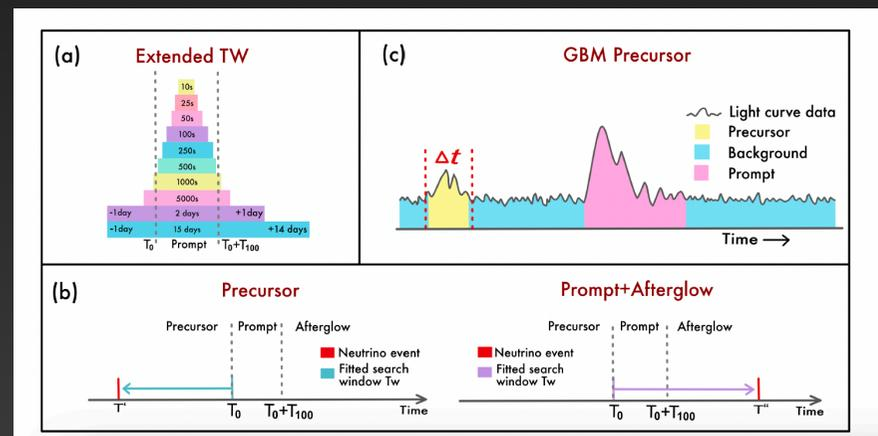 (a)
Extended TW
10s
25s
50s
100s
250s
500s
1000s
5000s
-1day 2 days +1day
-1day 15 days +14 days
T₀ Prompt T₀+T₁₀₀
(c)
GBM Precursor
Light curve data
Precursor
Background
Prompt
Δt
Time
(b)
Precursor
Precursor Prompt Afterglow
Neutrino event
Fitted search
window Tw
T' T₀ T₀+T₁₀₀ Time
Prompt+Afterglow
Precursor Prompt Afterglow
Neutrino event
Fitted search
window Tw
T₀ T₀+T₁₀₀ T" Time